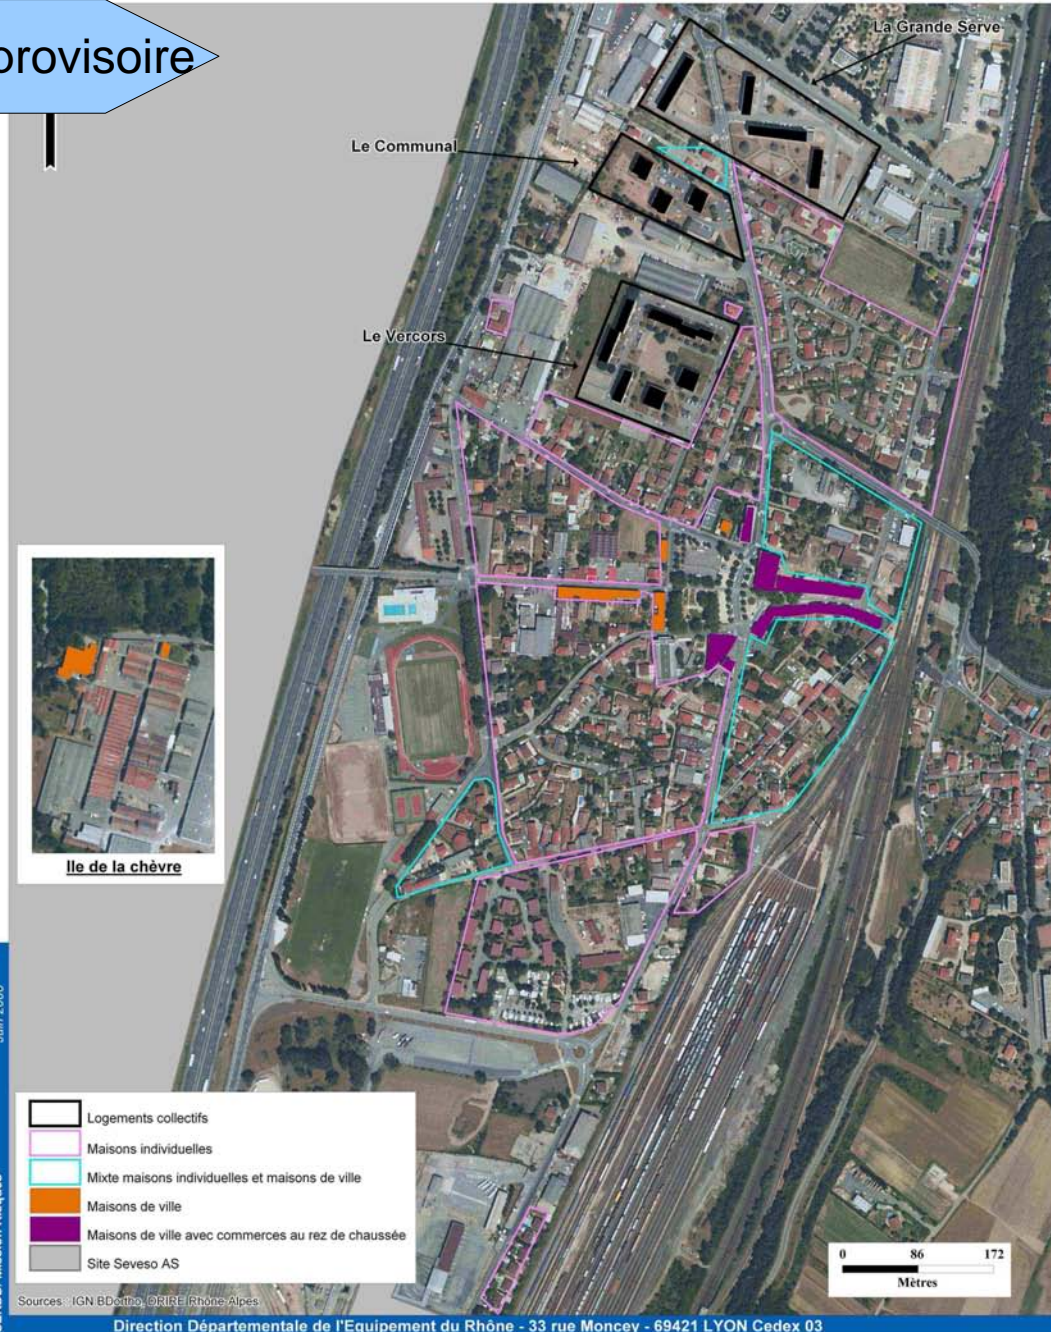 provisoire
La Grande Serve
Le Communal
Le Vercors
Ile de la chèvre
Logements collectifs
Maisons individuelles
Mixte maisons individuelles et maisons de ville
Maisons de ville
Maisons de ville avec commerces au rez de chaussée
Site Seveso AS
0 86 172
Mètres
Sources : IGN BDortho, DRIRE Rhône-Alpes
Direction Départementale de l'Equipement du Rhône - 33 rue Moncey - 69421 LYON Cedex 03